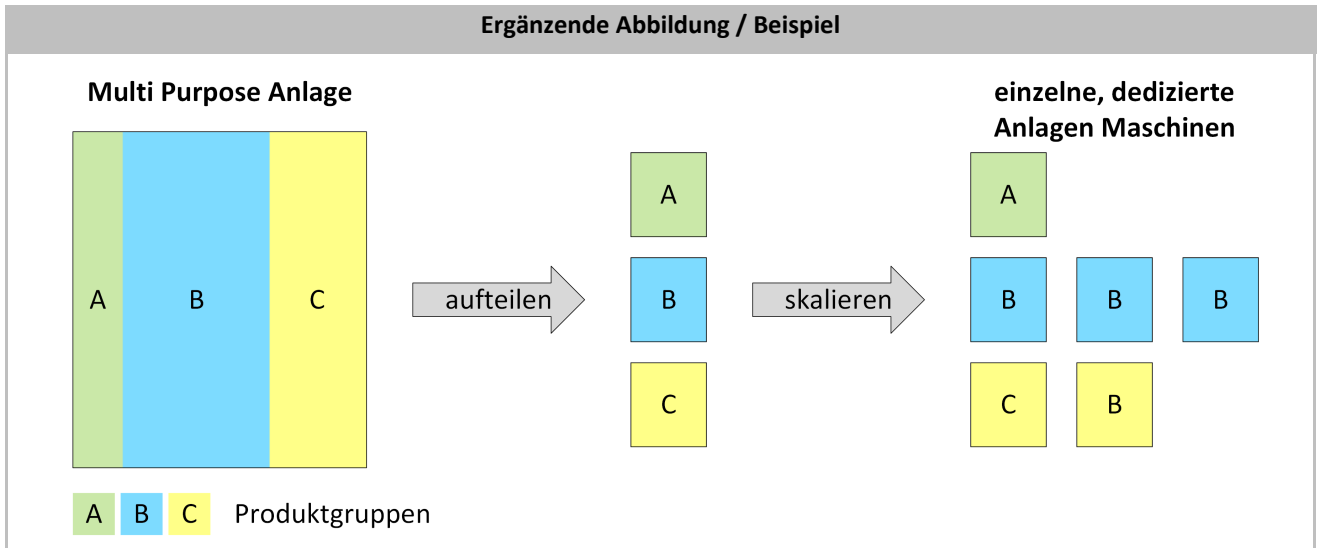 Ergänzende Abbildung / Beispiel
Multi Purpose Anlage
einzelne, dedizierte
Anlagen Maschinen
A
A
A B C
aufteilen
B
skalieren
B B B
C
C B
A B C Produktgruppen